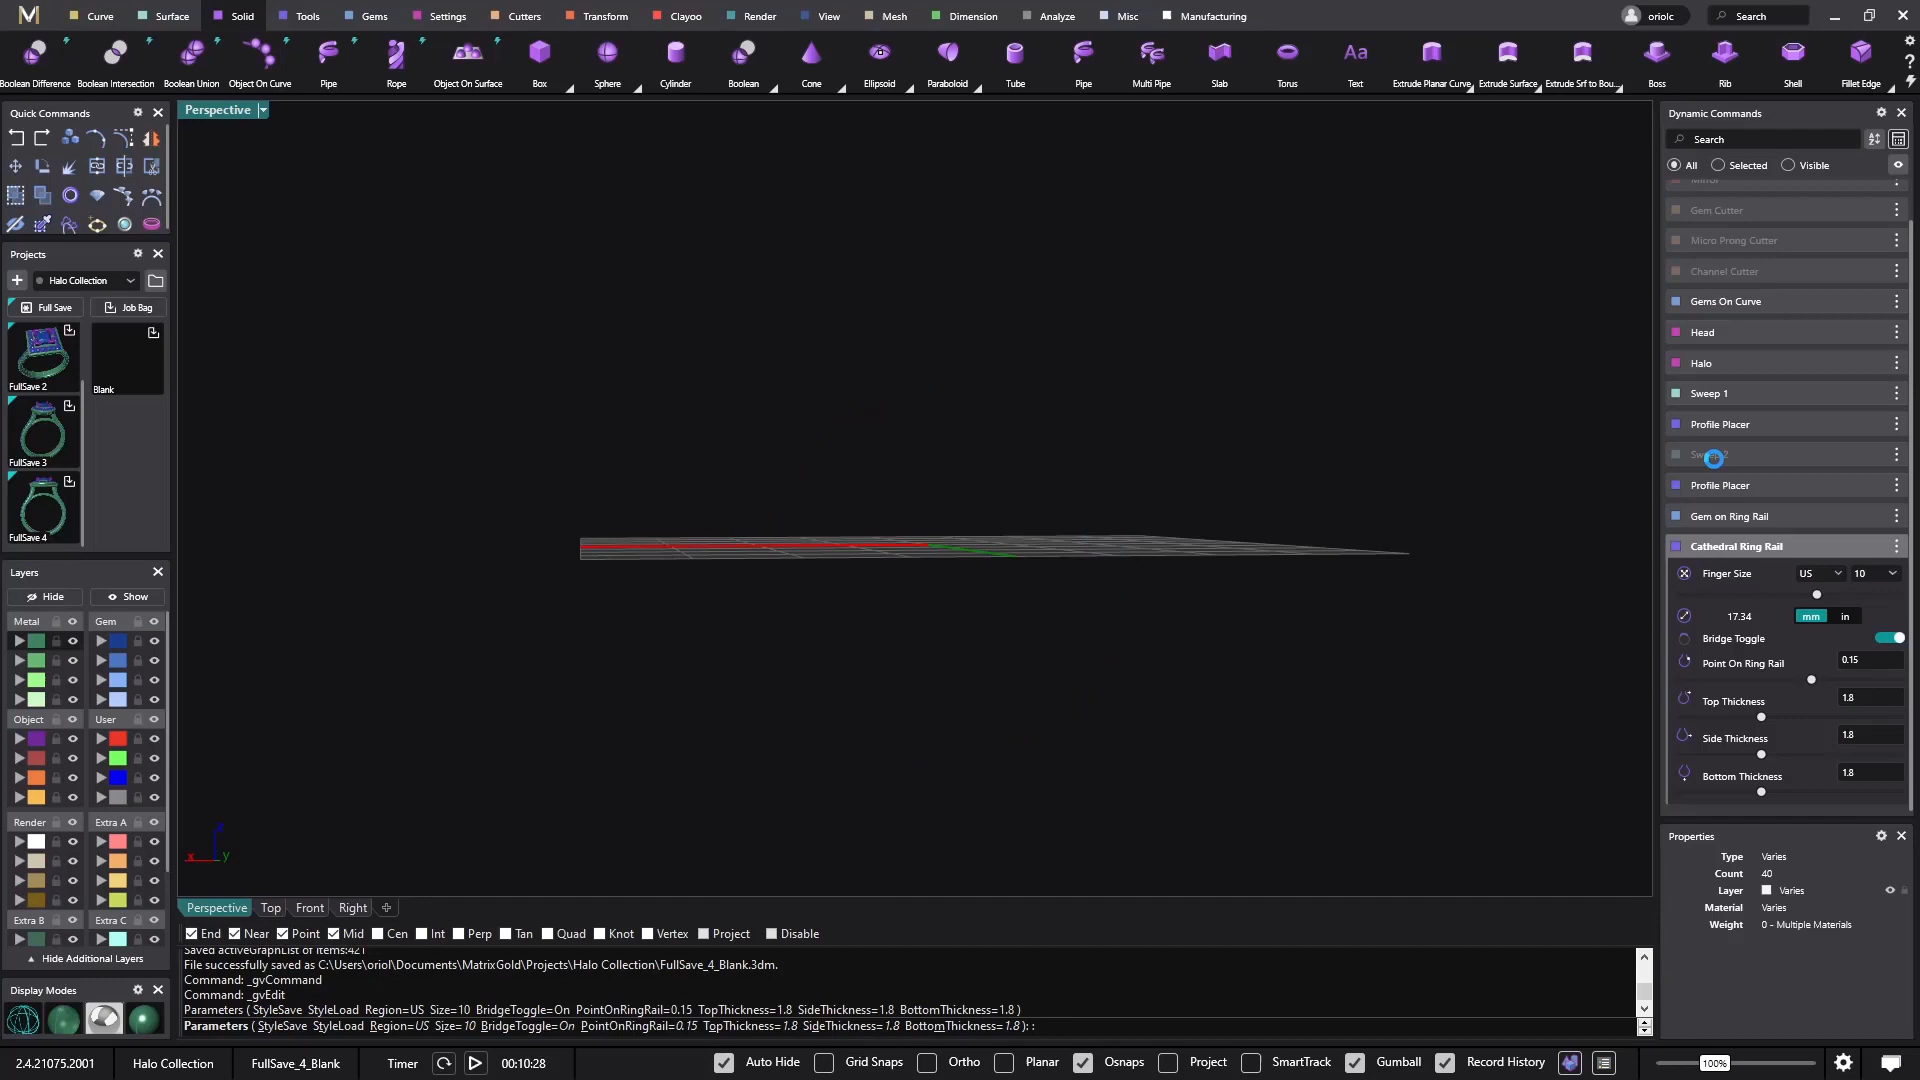 Curve Surface Solid Tools Gems Settings Cutters Transform Clayoo Render View Mesh Dimension Analyze Misc Manufacturing oriolc Search
Boolean Difference Boolean Intersection Boolean Union Object On Curve Pipe Rope Object On Surface Box Sphere Cylinder Boolean Cone Ellipsoid Paraboloid Tube Pipe Multi Pipe Slab Torus Text Extrude Planar Curve Extrude Surface Extrude Srf to Bou... Boss Rib Shell Fillet Edge
Quick Commands
Projects
Halo Collection
Full Save Job Bag
FullSave 2
Blank
FullSave 3
FullSave 4
Layers
Hide Show
Metal Gem
Object User
Render Extra A
Extra B Extra C
Hide Additional Layers
Display Modes
Perspective
Perspective Top Front Right
End Near Point Mid Cen Int Perp Tan Quad Knot Vertex Project Disable
Saved activeGraphList of Items:421
File successfully saved as C:\Users\oriol\Documents\MatrixGold\Projects\Halo Collection\FullSave_4_Blank.3dm.
Command: _gvCommand
Command: _gvEdit
Parameters ( StyleSave StyleLoad Region=US Size=10 BridgeToggle=On PointOnRingRail=0.15 TopThickness=1.8 SideThickness=1.8 BottomThickness=1.8 )
Parameters ( StyleSave StyleLoad Region=US Size=10 BridgeToggle=On PointOnRingRail=0.15 TopThickness=1.8 SideThickness=1.8 BottomThickness=1.8 ): :
Dynamic Commands
Search
All Selected Visible
Mirror
Gem Cutter
Micro Prong Cutter
Channel Cutter
Gems On Curve
Head
Halo
Sweep 1
Profile Placer
Sweep 2
Profile Placer
Gem on Ring Rail
Cathedral Ring Rail
Finger Size US 10
17.34 mm in
Bridge Toggle
Point On Ring Rail 0.15
Top Thickness 1.8
Side Thickness 1.8
Bottom Thickness 1.8
Properties
Type Varies
Count 40
Layer Varies
Material Varies
Weight 0 - Multiple Materials
x y
2.4.21075.2001 Halo Collection FullSave_4_Blank Timer 00:10:28 Auto Hide Grid Snaps Ortho Planar Osnaps Project SmartTrack Gumball Record History 100%